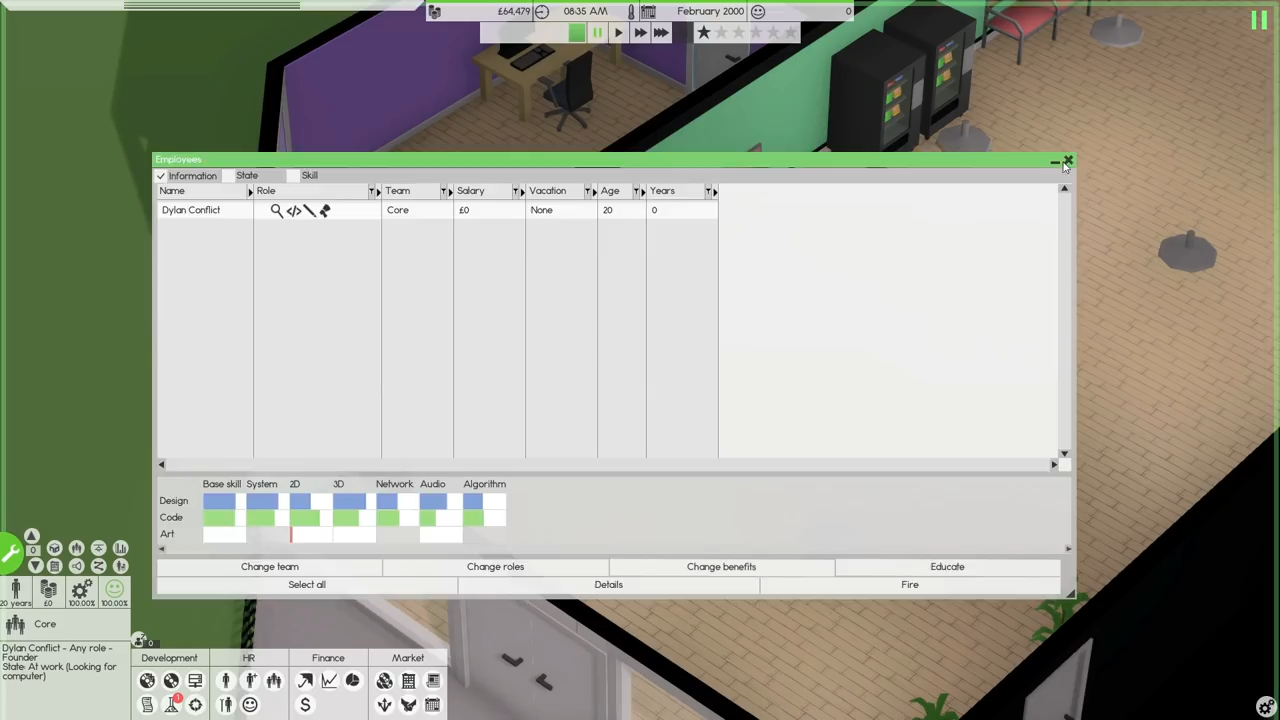 £64,479 08:35 AM February 2000 0
Employees
Information State Skill
Name Role Team Salary Vacation Age Years
Dylan Conflict Core £0 None 20 0
Base skill System 2D 3D Network Audio Algorithm
Design
Code
Art
Change team Change roles Change benefits Educate
Select all Details Fire
0
20 years £0 100.00% 100.00%
Core
0
Dylan Conflict - Any role -
Founder
State: At work (Looking for
computer)
Development HR Finance Market
1